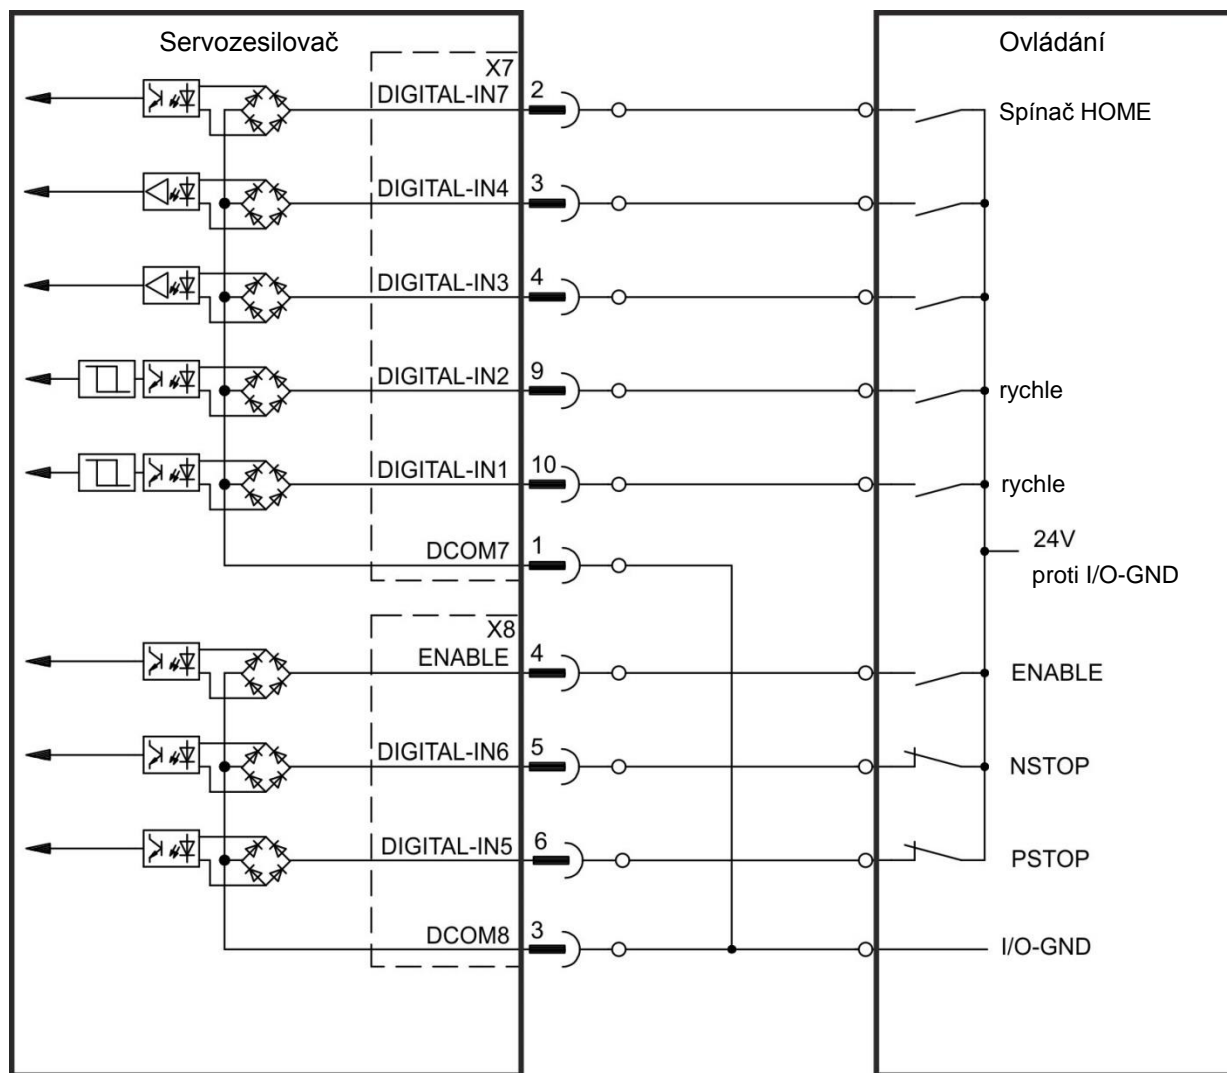 Servozesilovač
Ovládání
X7
DIGITAL-IN7
2
Spínač HOME
DIGITAL-IN4
3
DIGITAL-IN3
4
DIGITAL-IN2
9
rychle
DIGITAL-IN1
10
rychle
DCOM7
1
24V
proti I/O-GND
X8
ENABLE
4
ENABLE
DIGITAL-IN6
5
NSTOP
DIGITAL-IN5
6
PSTOP
DCOM8
3
I/O-GND